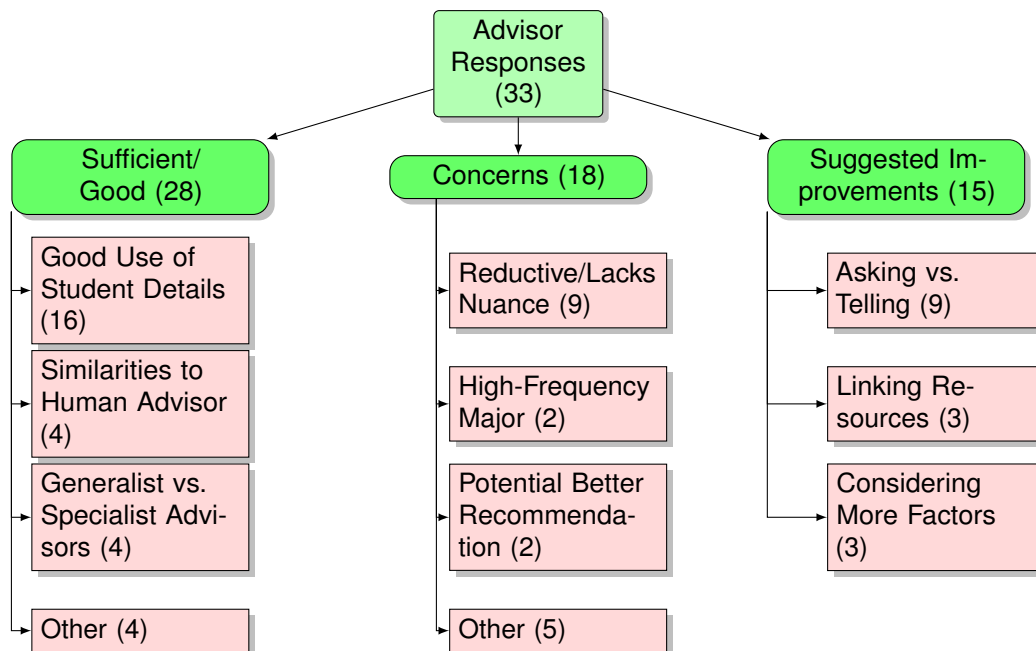 Advisor
Responses
(33)
Sufficient/
Good (28)
Concerns (18)
Suggested Im-
provements (15)
Good Use of
Student Details
(16)
Similarities to
Human Advisor
(4)
Generalist vs.
Specialist Advi-
sors (4)
Other (4)
Reductive/Lacks
Nuance (9)
High-Frequency
Major (2)
Potential Better
Recommenda-
tion (2)
Other (5)
Asking vs.
Telling (9)
Linking Re-
sources (3)
Considering
More Factors
(3)